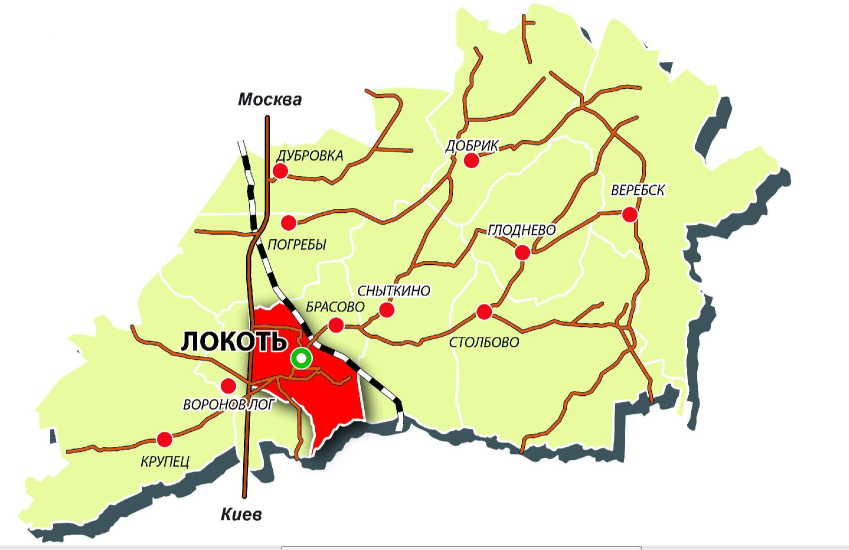 Москва
ДОБРИК
ДУБРОВКА
ВЕРЕБСК
ГЛОДНЕВО
ПОГРЕБЫ
СНЫТКИНО
БРАСОВО
ЛОКОТЬ
СТОЛБОВО
ВОРОНОВ ЛОГ
КРУПЕЦ
Киев